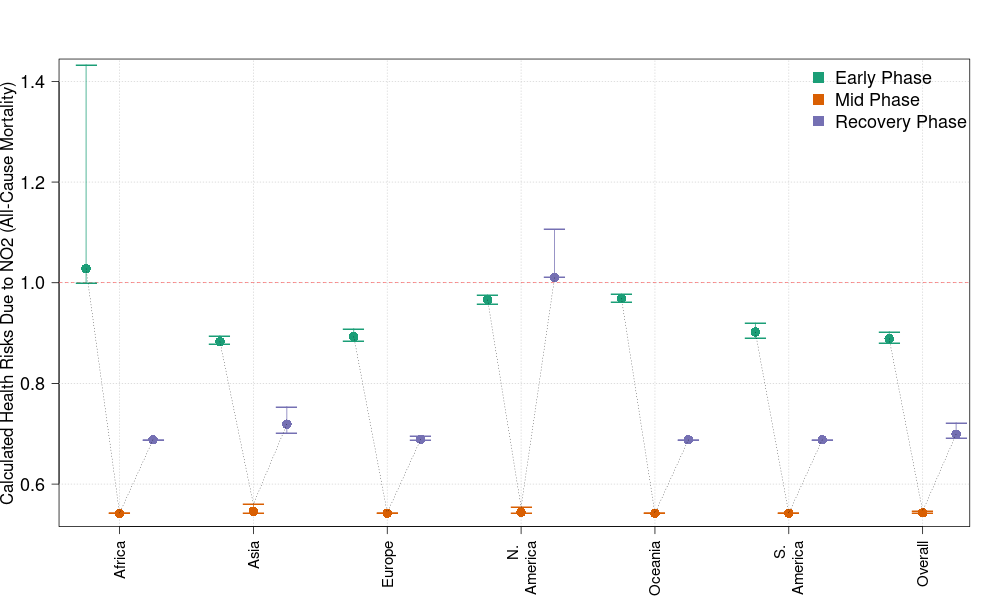 Calculated Health Risks Due to NO2 (All-Cause Mortality)
1.4
1.2
1.0
0.8
0.6
Early Phase
Mid Phase
Recovery Phase
Africa
Asia
Europe
N.
America
Oceania
S.
America
Overall